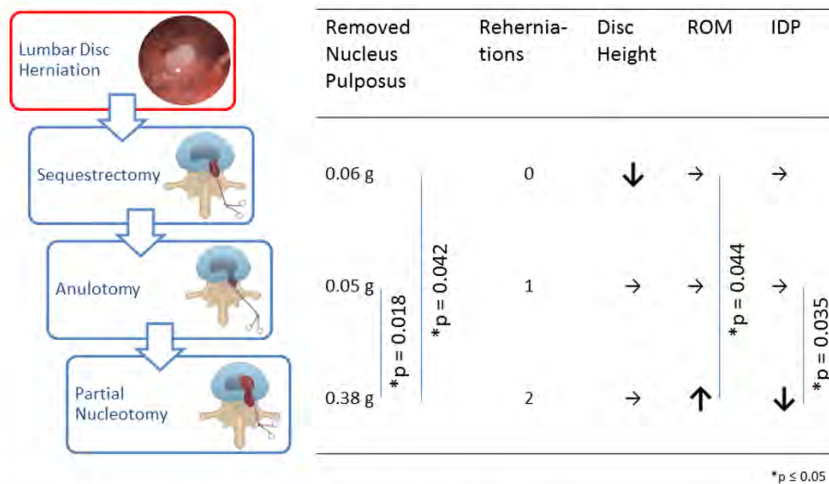 Lumbar Disc
Herniation
Sequestrectomy
Anulotomy
Partial
Nucleotomy
Removed
Nucleus
Pulposus
Rehernia-
tions
Disc
Height
ROM
IDP
0.06 g
0
↓
→
→
0.05 g
1
→
→
→
0.38 g
2
→
↑
↓
*p = 0.018
*p = 0.042
*p = 0.044
*p = 0.035
*p ≤ 0.05